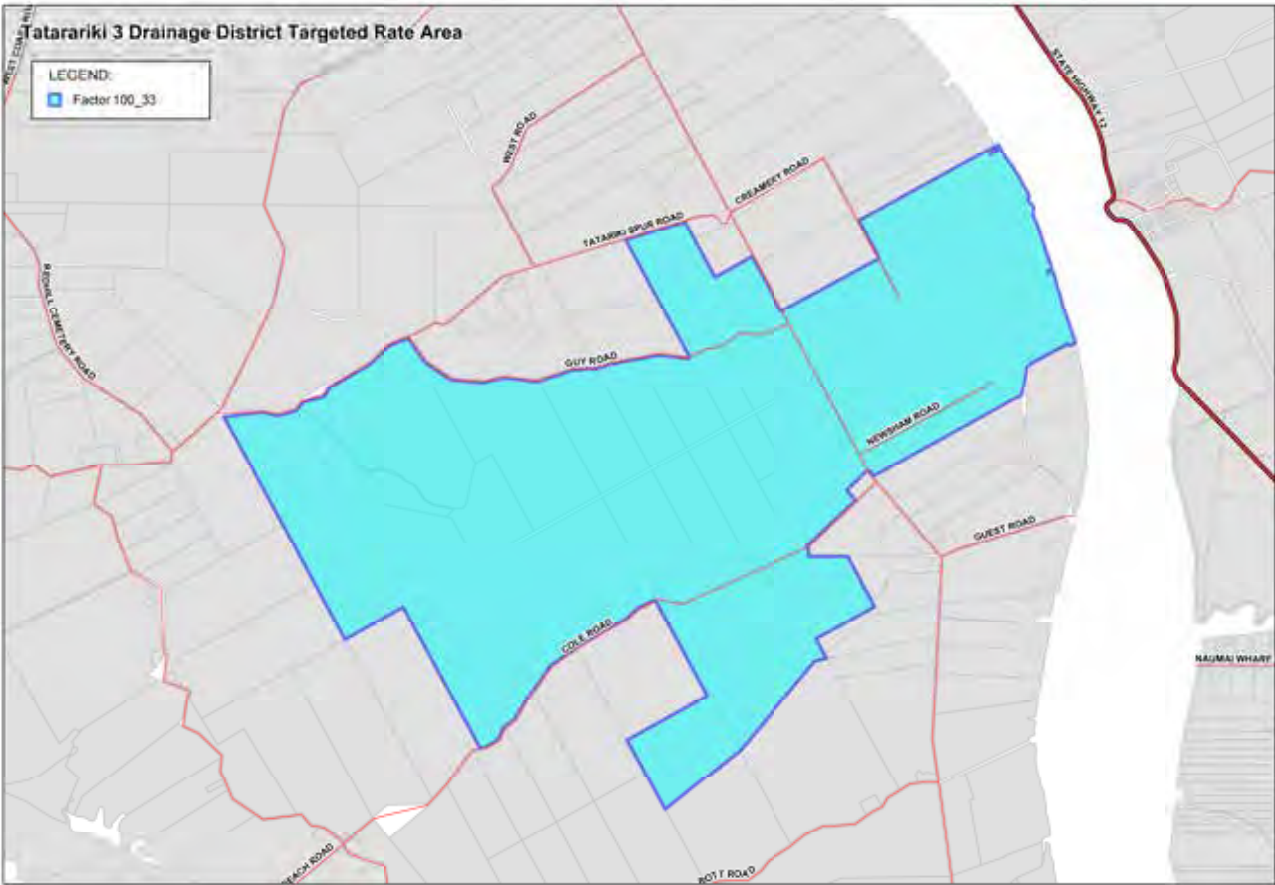 Tatarariki 3 Drainage District Targeted Rate Area
LEGEND:
Factor 100_33
STATE HIGHWAY 12
WEST ROAD
CREAMERY ROAD
TATARIKI SPUR ROAD
REDHILL CEMETERY ROAD
GUY ROAD
NEWSHAM ROAD
GUEST ROAD
COLE ROAD
NAUMAI WHARF
BEACH ROAD
ROAD